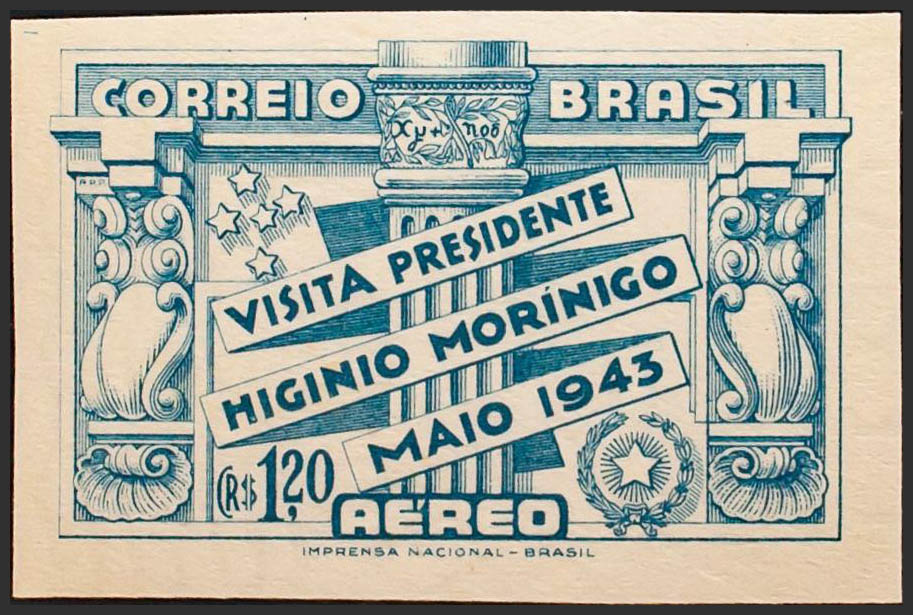 CORREIO BRASIL
VISITA PRESIDENTE
HIGINIO MORÍNIGO
MAIO 1943
CR$ 1,20
AÉREO
IMPRENSA NACIONAL - BRASIL